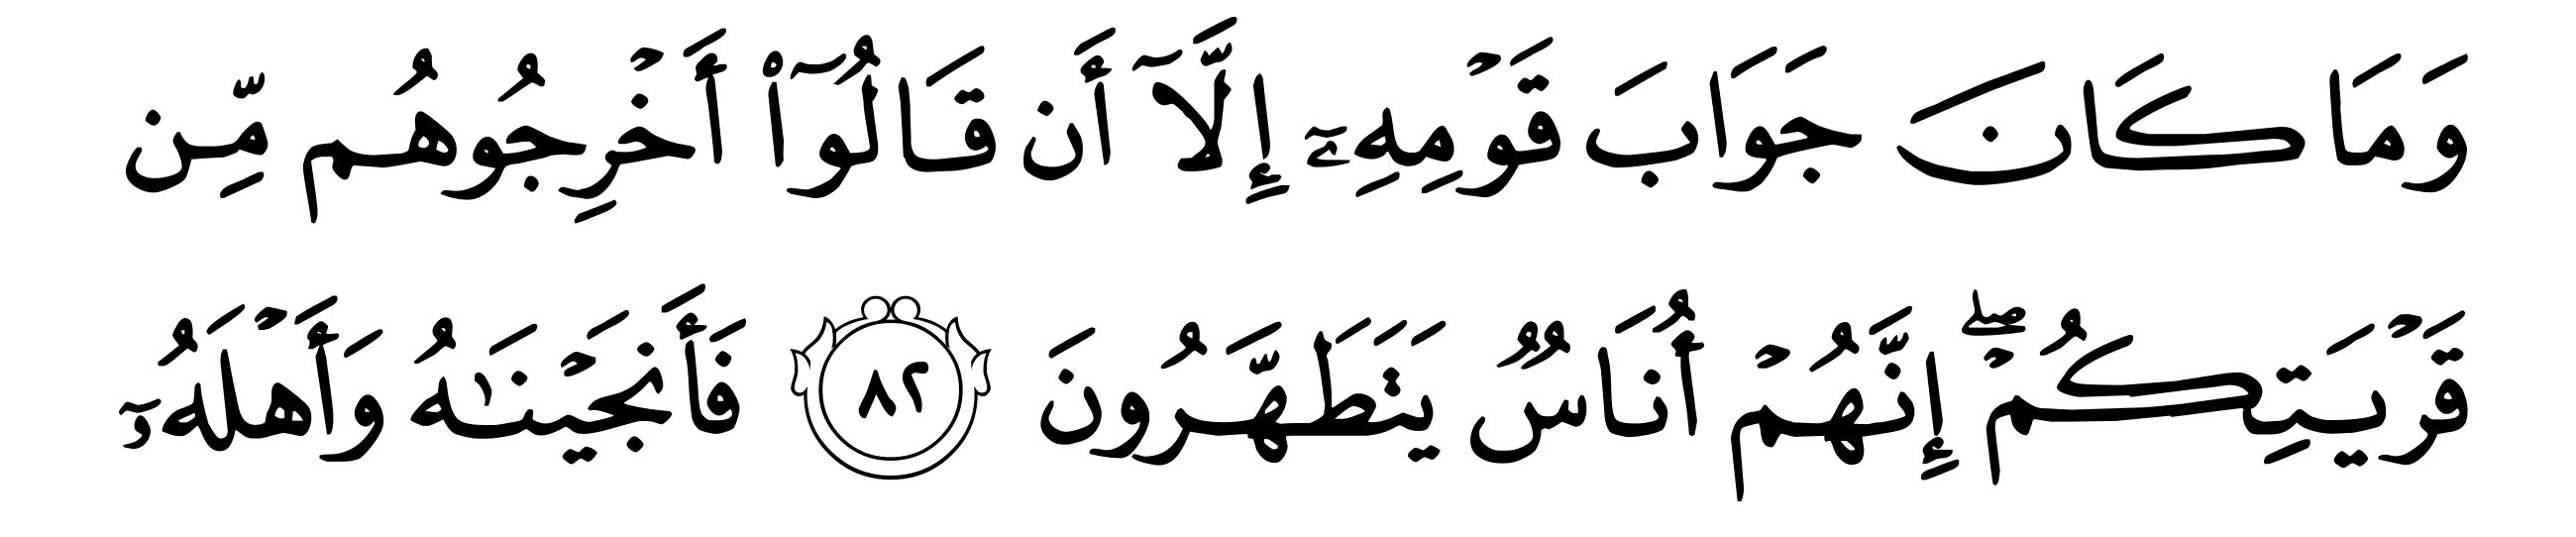 وَمَا كَانَ جَوَابَ قَوۡمِهِۦٓ إِلَّآ أَن قَالُوٓاْ أَخۡرِجُوهُم مِّن
قَرۡيَتِكُمۡۖ إِنَّهُمۡ أُنَاسٌ يَتَطَهَّرُونَ ٨٢ فَأَنجَيۡنَٰهُ وَأَهۡلَهُۥٓ